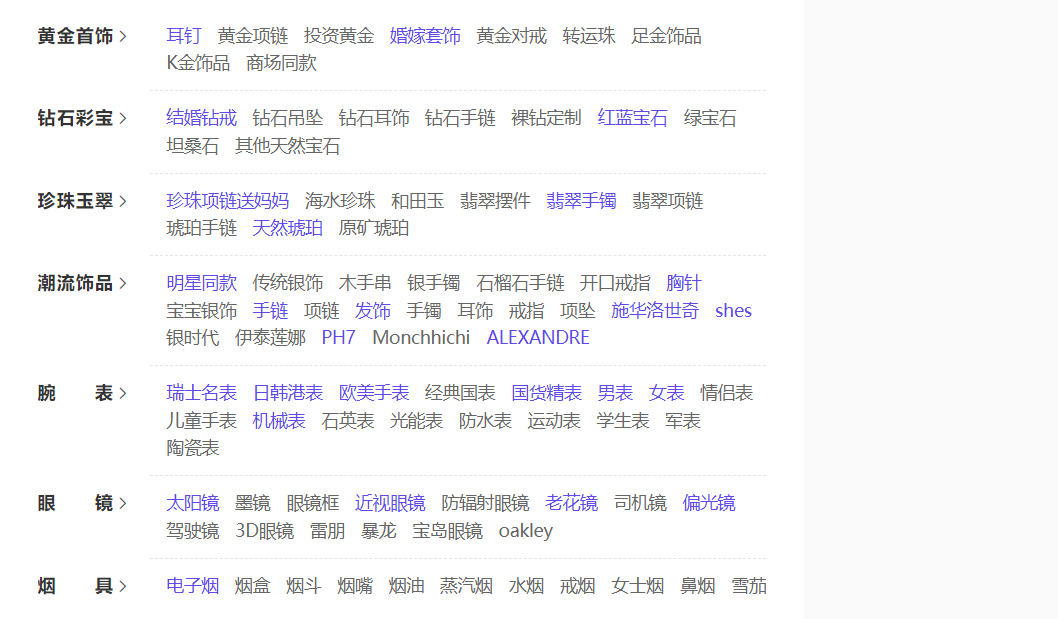 黄金首饰 > 耳钉 黄金项链 投资黄金 婚嫁套饰 黄金对戒 转运珠 足金饰品
K金饰品 商场同款
钻石彩宝 > 结婚钻戒 钻石吊坠 钻石耳饰 钻石手链 裸钻定制 红蓝宝石 绿宝石
坦桑石 其他天然宝石
珍珠玉翠 > 珍珠项链送妈妈 海水珍珠 和田玉 翡翠摆件 翡翠手镯 翡翠项链
琥珀手链 天然琥珀 原矿琥珀
潮流饰品 > 明星同款 传统银饰 木手串 银手镯 石榴石手链 开口戒指 胸针
宝宝银饰 手链 项链 发饰 手镯 耳饰 戒指 项坠 施华洛世奇 shes
银时代 伊泰莲娜 PH7 Monchhichi ALEXANDRE
腕 表 > 瑞士名表 日韩港表 欧美手表 经典国表 国货精表 男表 女表 情侣表
儿童手表 机械表 石英表 光能表 防水表 运动表 学生表 军表
陶瓷表
眼 镜 > 太阳镜 墨镜 眼镜框 近视眼镜 防辐射眼镜 老花镜 司机镜 偏光镜
驾驶镜 3D眼镜 雷朋 暴龙 宝岛眼镜 oakley
烟 具 > 电子烟 烟盒 烟斗 烟嘴 烟油 蒸汽烟 水烟 戒烟 女士烟 鼻烟 雪茄